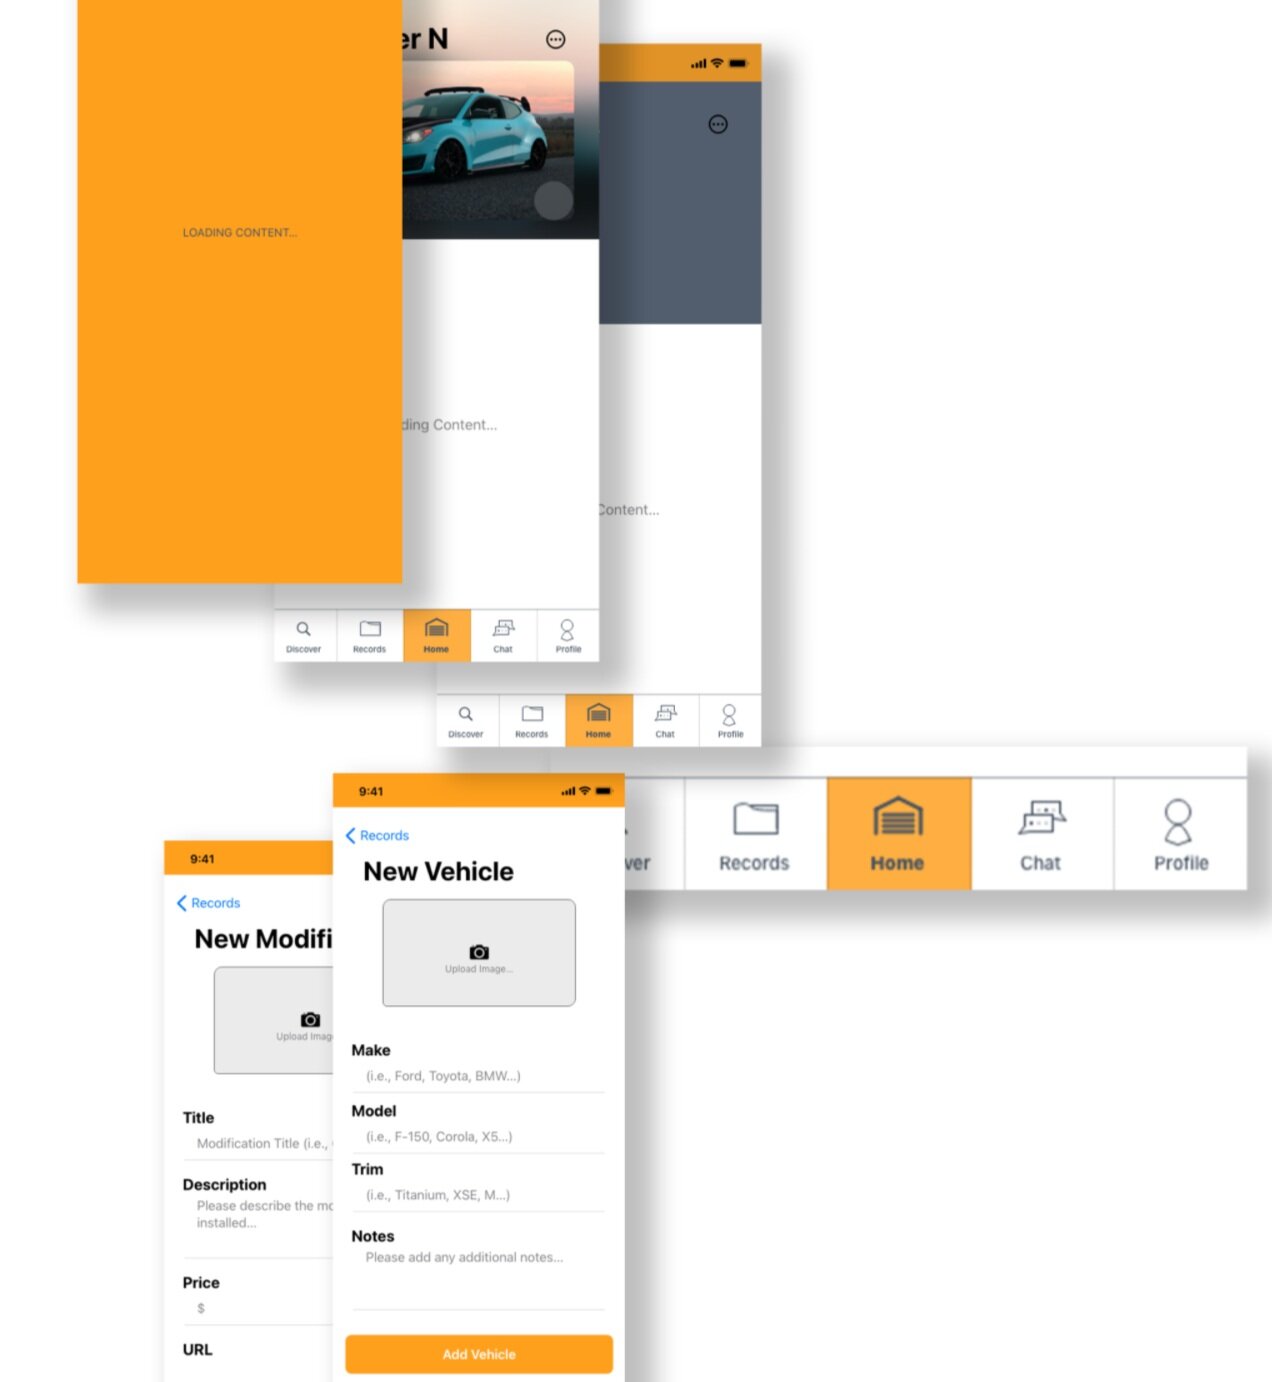 er N
LOADING CONTENT...
ding Content...
Content...
Discover Records Home Chat Profile
Discover Records Home Chat Profile
ver Records Home Chat Profile
9:41
Records
New Vehicle
Upload Image...
Make
(i.e., Ford, Toyota, BMW...)
Model
(i.e., F-150, Corola, X5...)
Trim
(i.e., Titanium, XSE, M...)
Notes
Please add any additional notes...
Add Vehicle
9:41
Records
New Modifi
Upload Imag
Title
Modification Title (i.e.,
Description
Please describe the mo
installed...
Price
$
URL